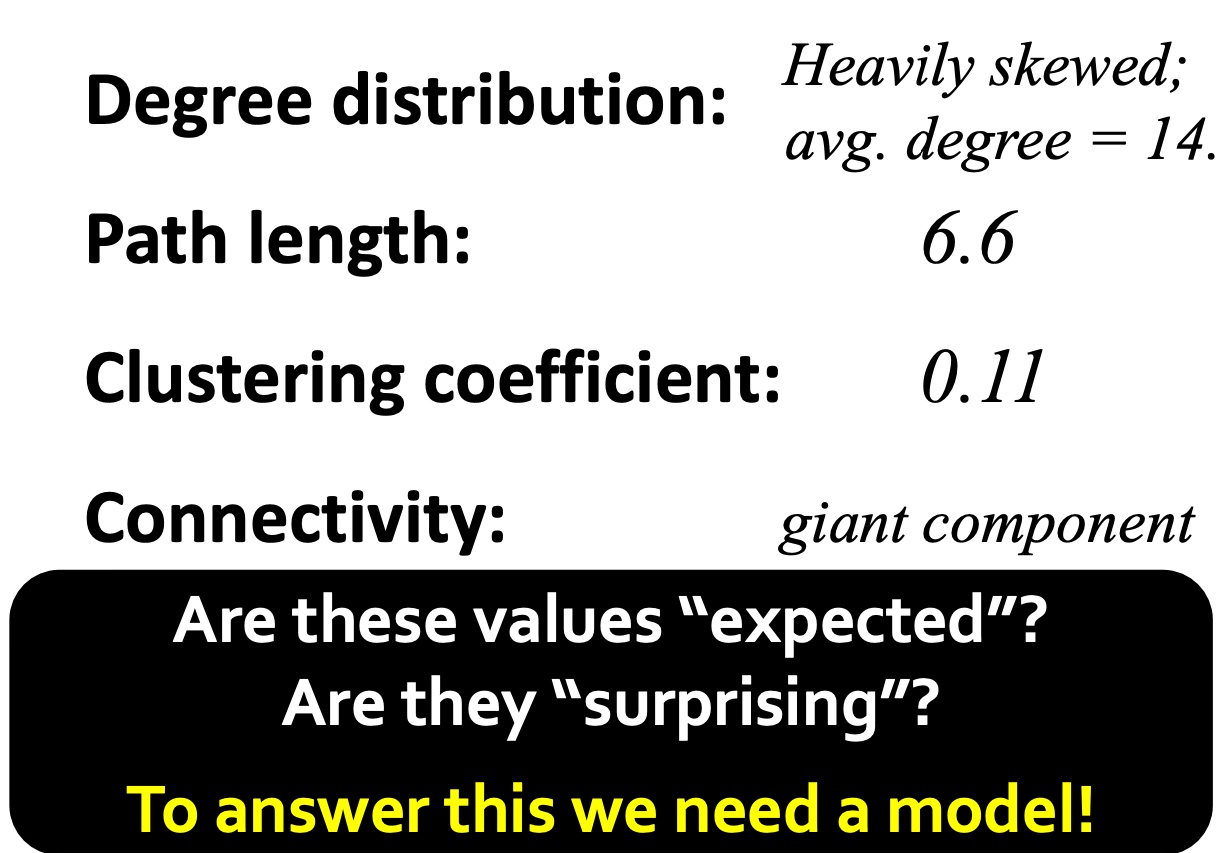 Degree distribution:
Heavily skewed;
avg. degree = 14.
Path length: 6.6
Clustering coefficient: 0.11
Connectivity: giant component
Are these values “expected”?
Are they “surprising”?
To answer this we need a model!